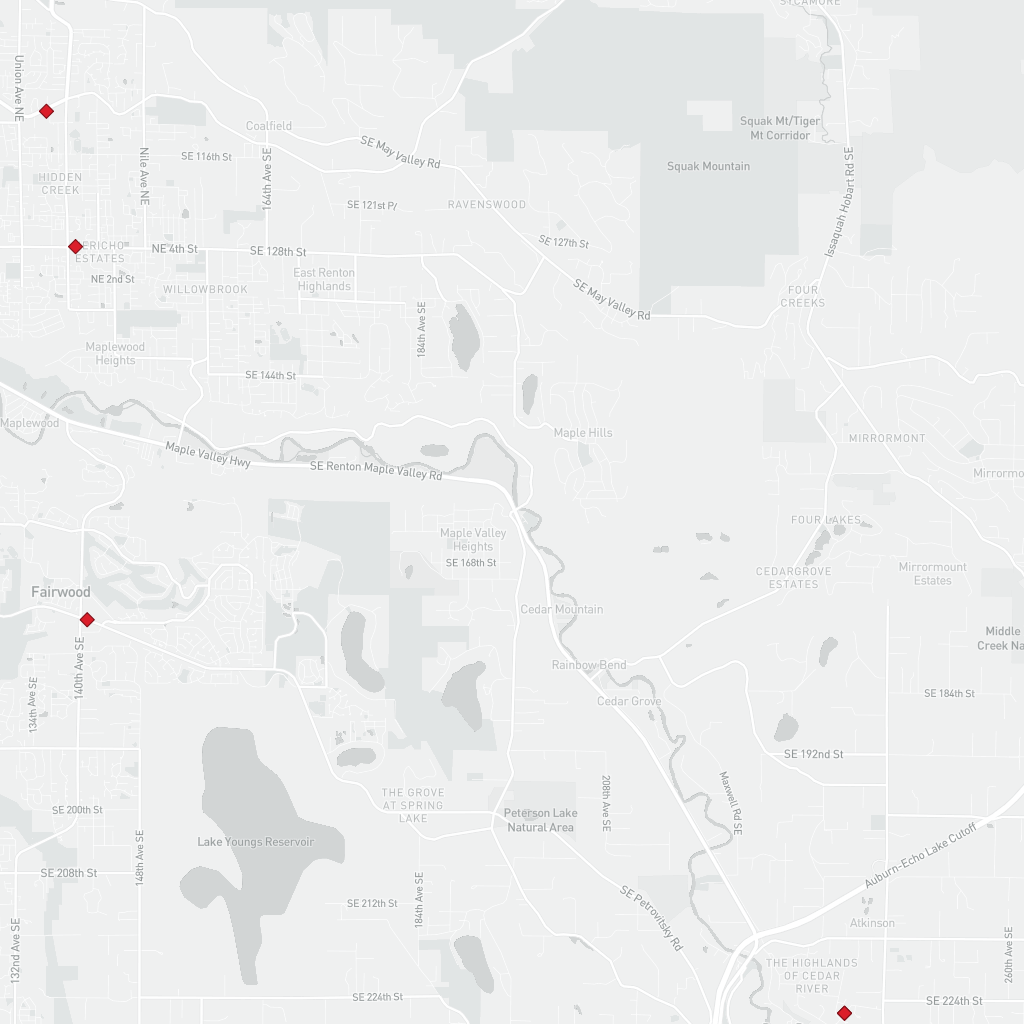 SYCAMORE
Union Ave NE
Coalfield
Squak Mt/Tiger
Mt Corridor
SE May Valley Rd
SE 116th St
Nile Ave NE
164th Ave SE
Squak Mountain
HIDDEN
CREEK
Issaquah Hobart Rd SE
RAVENSWOOD
SE 121st Pl
SE 127th St
ERICHO
ESTATES
NE 4th St
SE 128th St
NE 2nd St
WILLOWBROOK
East Renton
Highlands
SE May Valley Rd
FOUR
CREEKS
184th Ave SE
Maplewood
Heights
SE 144th St
Maplewood
Maple Hills
MIRRORMONT
Maple Valley Hwy
SE Renton Maple Valley Rd
Mirrormo
FOUR LAKES
Maple Valley
Heights
SE 168th St
CEDARGROVE
ESTATES
Mirrormount
Estates
Fairwood
Cedar Mountain
Middle
Creek Na
140th Ave SE
Rainbow Bend
134th Ave SE
Cedar Grove
SE 184th St
SE 192nd St
THE GROVE
AT SPRING
LAKE
208th Ave SE
Maxwell Rd SE
SE 200th St
Peterson Lake
Natural Area
Lake Youngs Reservoir
148th Ave SE
Auburn-Echo Lake Cutoff
SE 208th St
184th Ave SE
SE 212th St
SE Petrovitsky Rd
Atkinson
132nd Ave SE
260th Ave SE
THE HIGHLANDS
OF CEDAR
RIVER
SE 224th St
SE 224th St